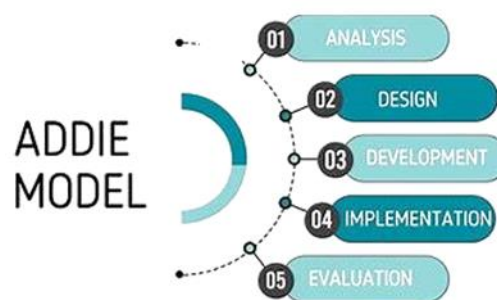 ADDIE
MODEL
01 ANALYSIS
02 DESIGN
03 DEVELOPMENT
04 IMPLEMENTATION
05 EVALUATION